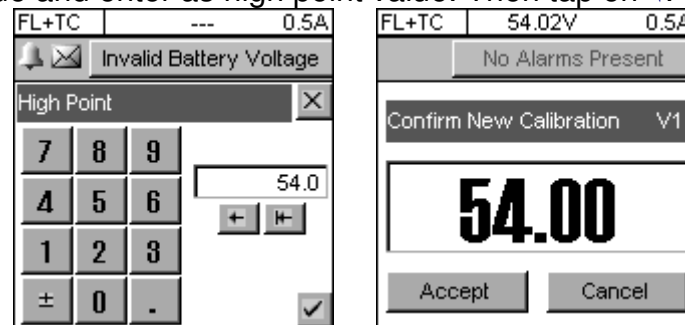 and enter as high point value. Then tap on
FL+TC --- 0.5A
Invalid Battery Voltage
High Point
7 8 9
54.0
4 5 6
1 2 3
± 0 .
FL+TC 54.02V 0.5A
No Alarms Present
Confirm New Calibration V1
54.00
Accept Cancel